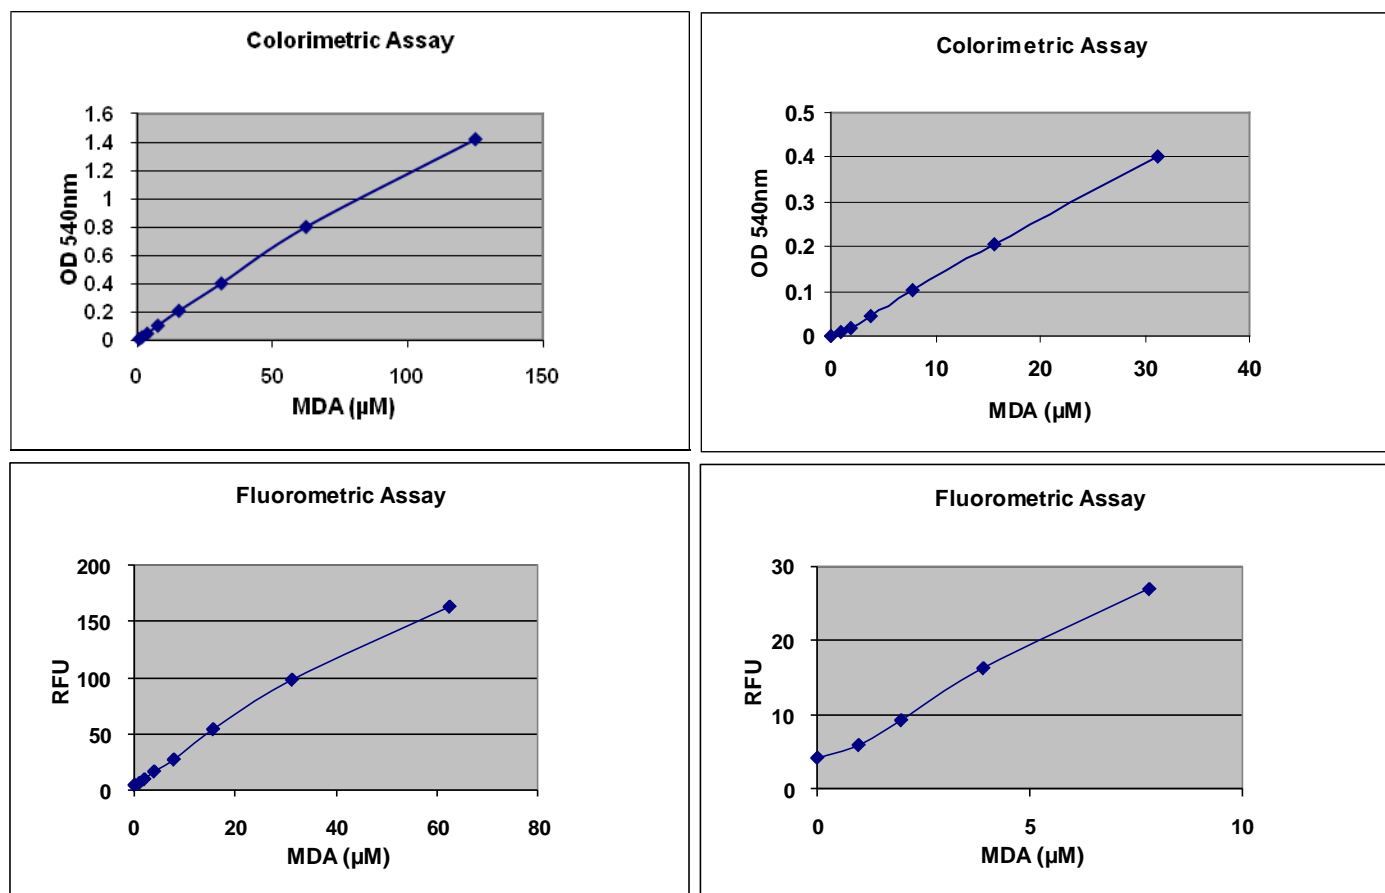 Colorimetric Assay
1.6
1.4
1.2
1
0.8
0.6
0.4
0.2
0
OD 540nm
0 50 100 150
MDA (µM)
Colorimetric Assay
0.5
0.4
0.3
0.2
0.1
0
OD 540nm
0 10 20 30 40
MDA (µM)
Fluorometric Assay
200
150
100
50
0
RFU
0 20 40 60 80
MDA (µM)
Fluorometric Assay
30
20
10
0
RFU
0 5 10
MDA (µM)